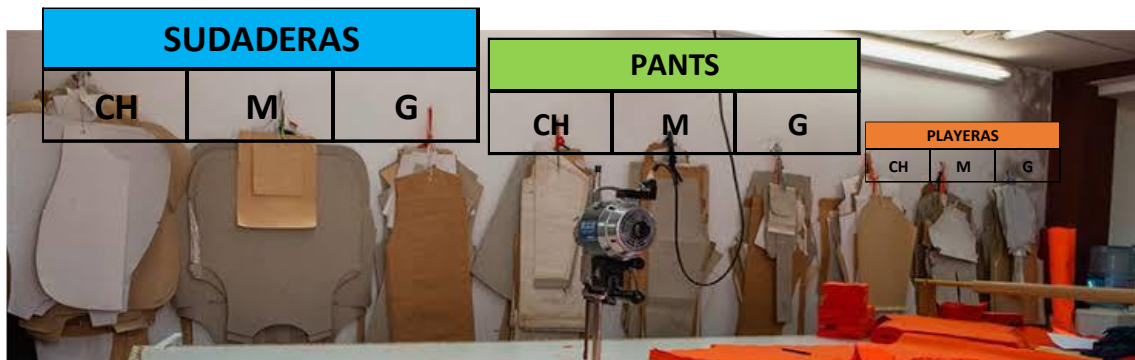 SUDADERAS
CH M G
PANTS
CH M G
PLAYERAS
CH M G